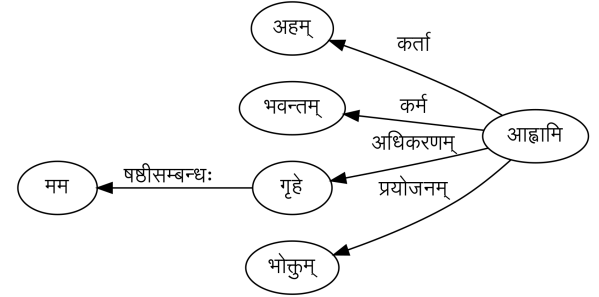 अहम्
कर्ता
भवन्तम्
कर्म
आह्वामि
अधिकरणम्
मम
षष्ठीसम्बन्धः
गृहे
प्रयोजनम्
भोक्तुम्